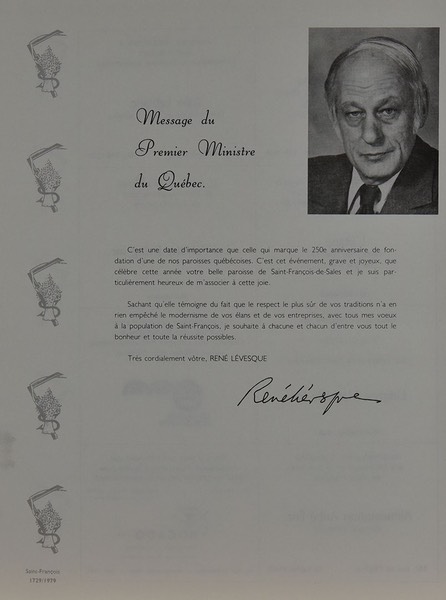 Message du
Premier Ministre
du Québec.
C'est une date d'importance que celle qui marque le 250e anniversaire de fon-
dation d'une de nos paroisses québécoises. C'est cet événement, grave et joyeux, que
célèbre cette année votre belle paroisse de Saint-François-de-Sales et je suis par-
ticulièrement heureux de m'associer à cette joie.
Sachant qu'elle témoigne du fait que le respect le plus sûr de vos traditions n'a en
rien empêché le modernisme de vos élans et de vos entreprises, avec tous mes voeux
à la population de Saint-François, je souhaite à chacune et chacun d'entre vous tout le
bonheur et toute la réussite possibles.
Très cordialement vôtre, RENÉ LÉVESQUE
René Lévesque
Saint-François
1729/1979